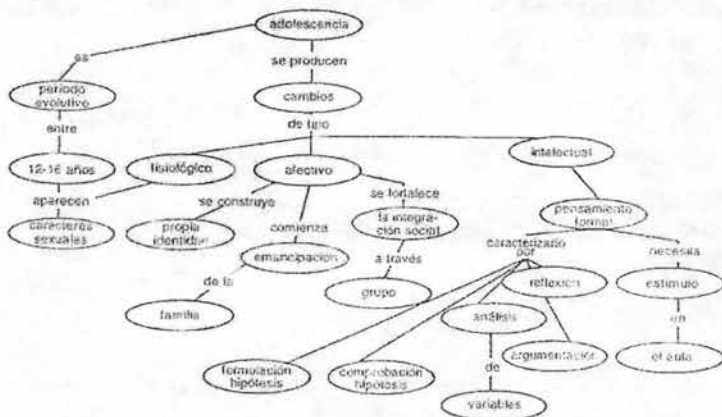 adolescencia
es
se producen
período
evolutivo
cambios
entre
de tipo
12-16 años
fisiológico
afectivo
intelectual
aparecen
se construye
se fortalece
caracteres
sexuales
propia
identidad
comienza
la integra-
ción social
pensamiento
formal
emancipación
a través
caracterizado
por
necesita
de la
grupo
reflexión
estímulo
familia
análisis
en
formulación
hipótesis
comprobación
hipótesis
argumentación
el aula
de
variables